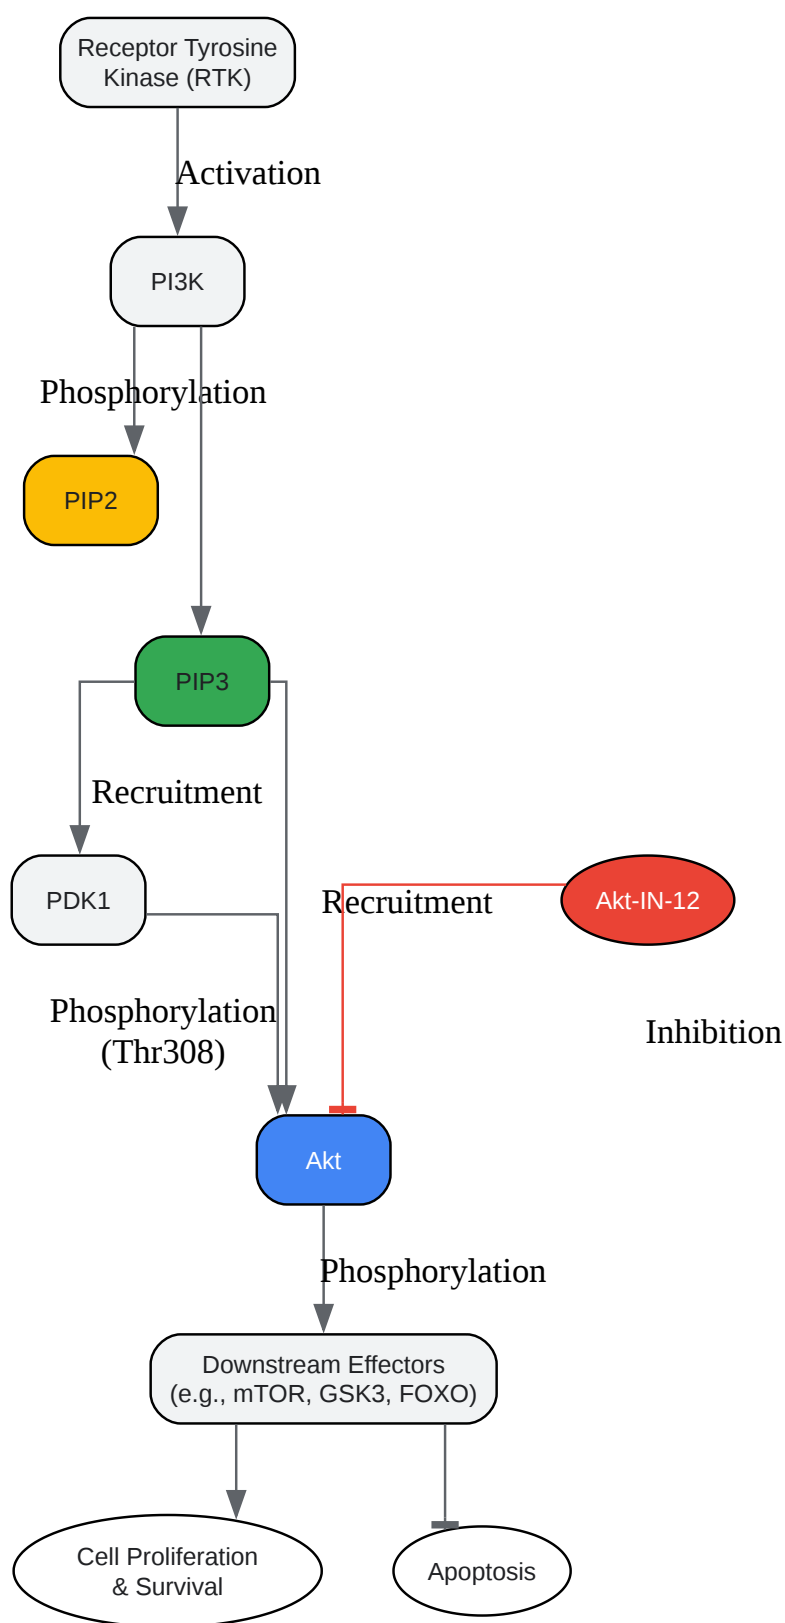 Receptor Tyrosine
Kinase (RTK)
Activation
PI3K
Phosphorylation
PIP2
PIP3
Recruitment
PDK1
Recruitment
Akt-IN-12
Phosphorylation
(Thr308)
Inhibition
Akt
Phosphorylation
Downstream Effectors
(e.g., mTOR, GSK3, FOXO)
Cell Proliferation
& Survival
Apoptosis